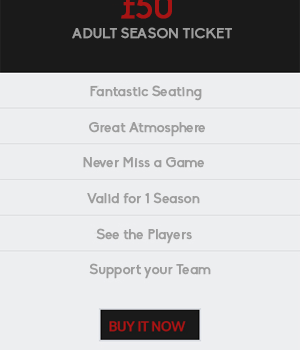 £50
ADULT SEASON TICKET
Fantastic Seating
Great Atmosphere
Never Miss a Game
Valid for 1 Season
See the Players
Support your Team
BUY IT NOW